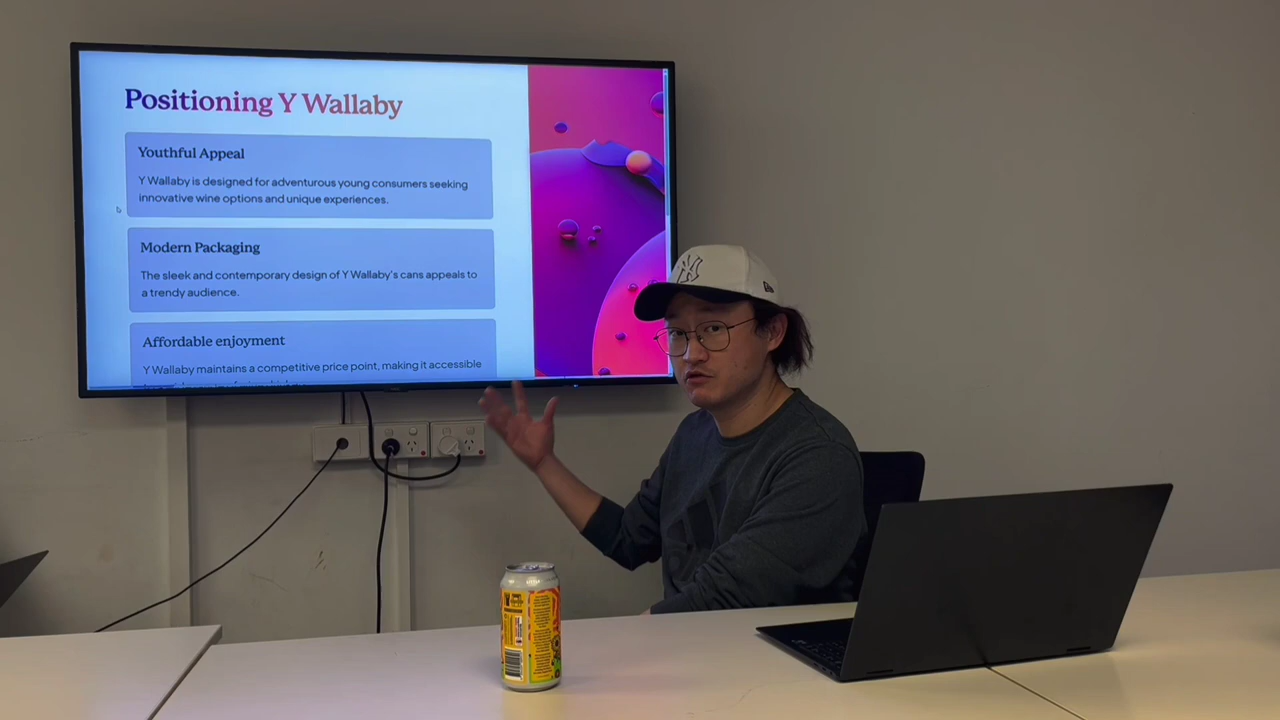 Positioning Y Wallaby
Youthful Appeal
Y Wallaby is designed for adventurous young consumers seeking
innovative wine options and unique experiences.
Modern Packaging
The sleek and contemporary design of Y Wallaby's cans appeals to
a trendy audience.
Affordable enjoyment
Y Wallaby maintains a competitive price point, making it accessible
NY